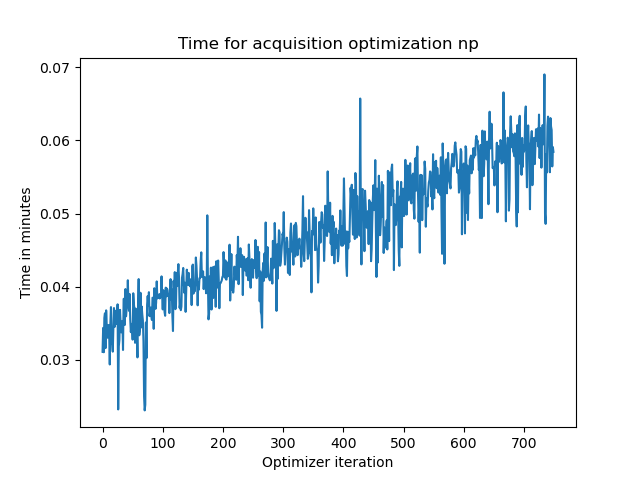 Time for acquisition optimization np
0.07
0.06
0.05
0.04
0.03
Time in minutes
0 100 200 300 400 500 600 700
Optimizer iteration